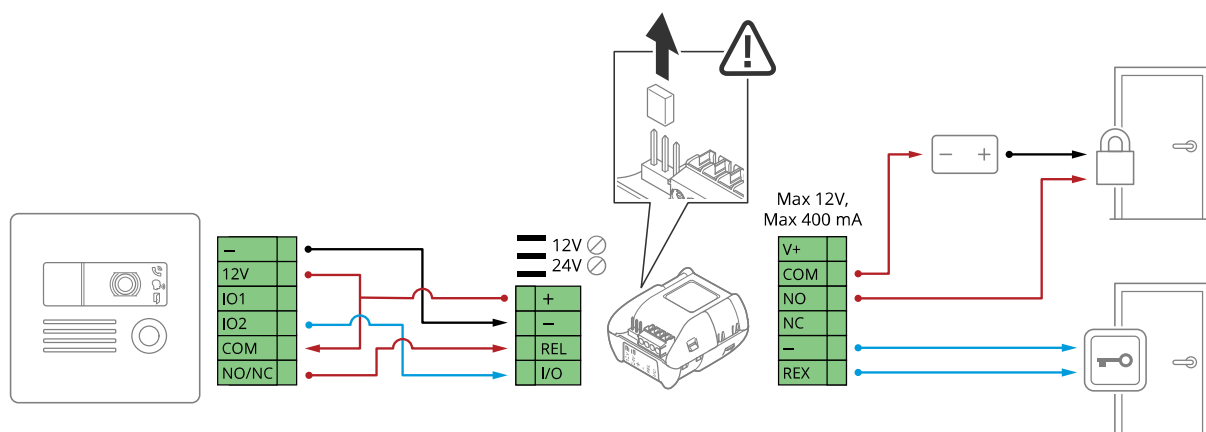 Max 12V,
Max 400 mA
12V
24V
–
12V
IO1
IO2
COM
NO/NC
+
–
REL
I/O
V+
COM
NO
NC
–
REX
– +